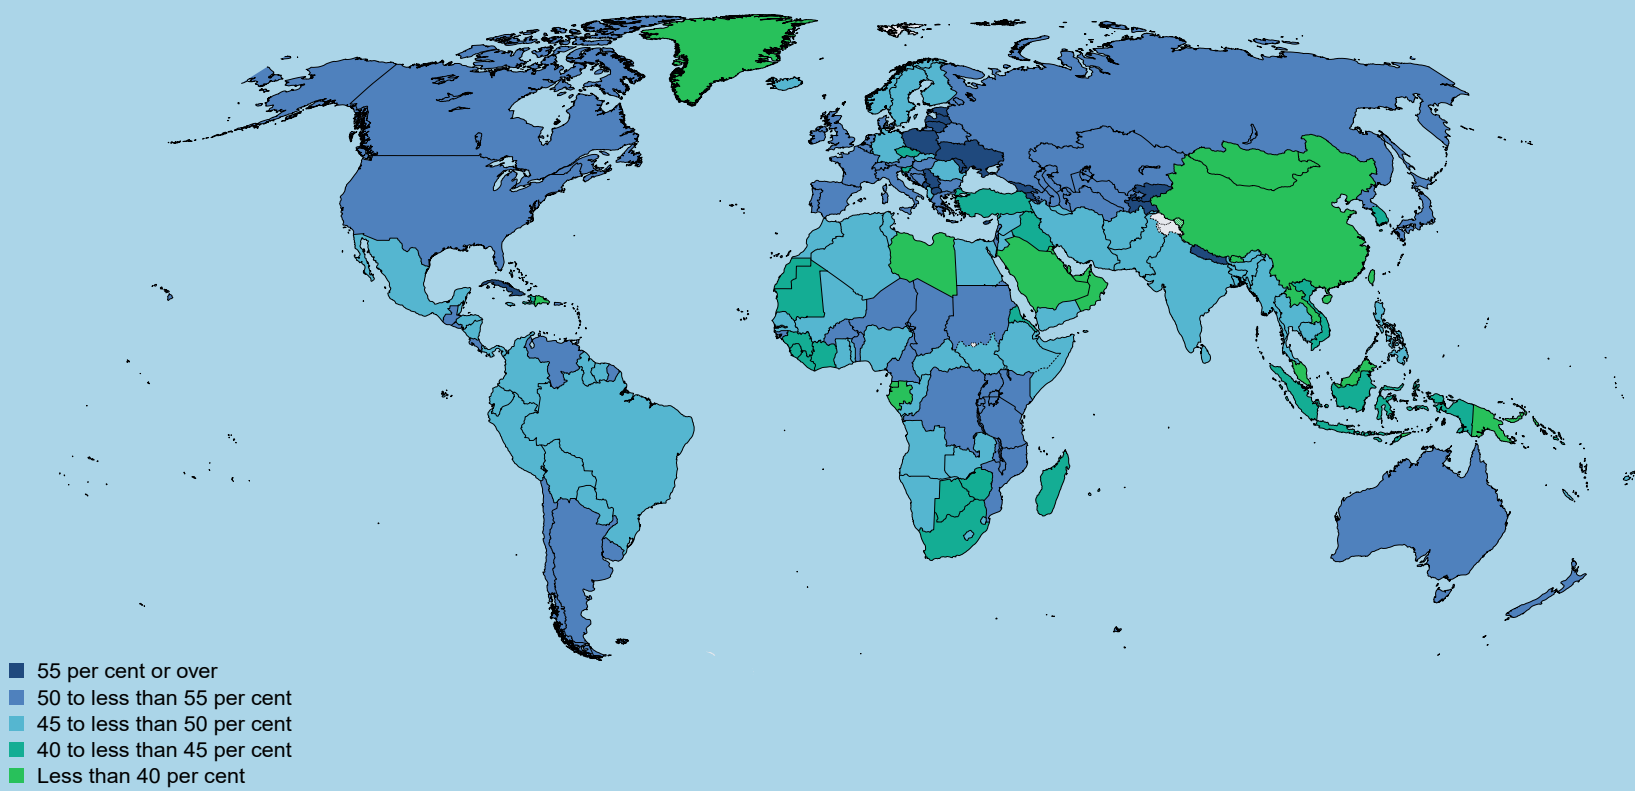 55 per cent or over
50 to less than 55 per cent
45 to less than 50 per cent
40 to less than 45 per cent
Less than 40 per cent